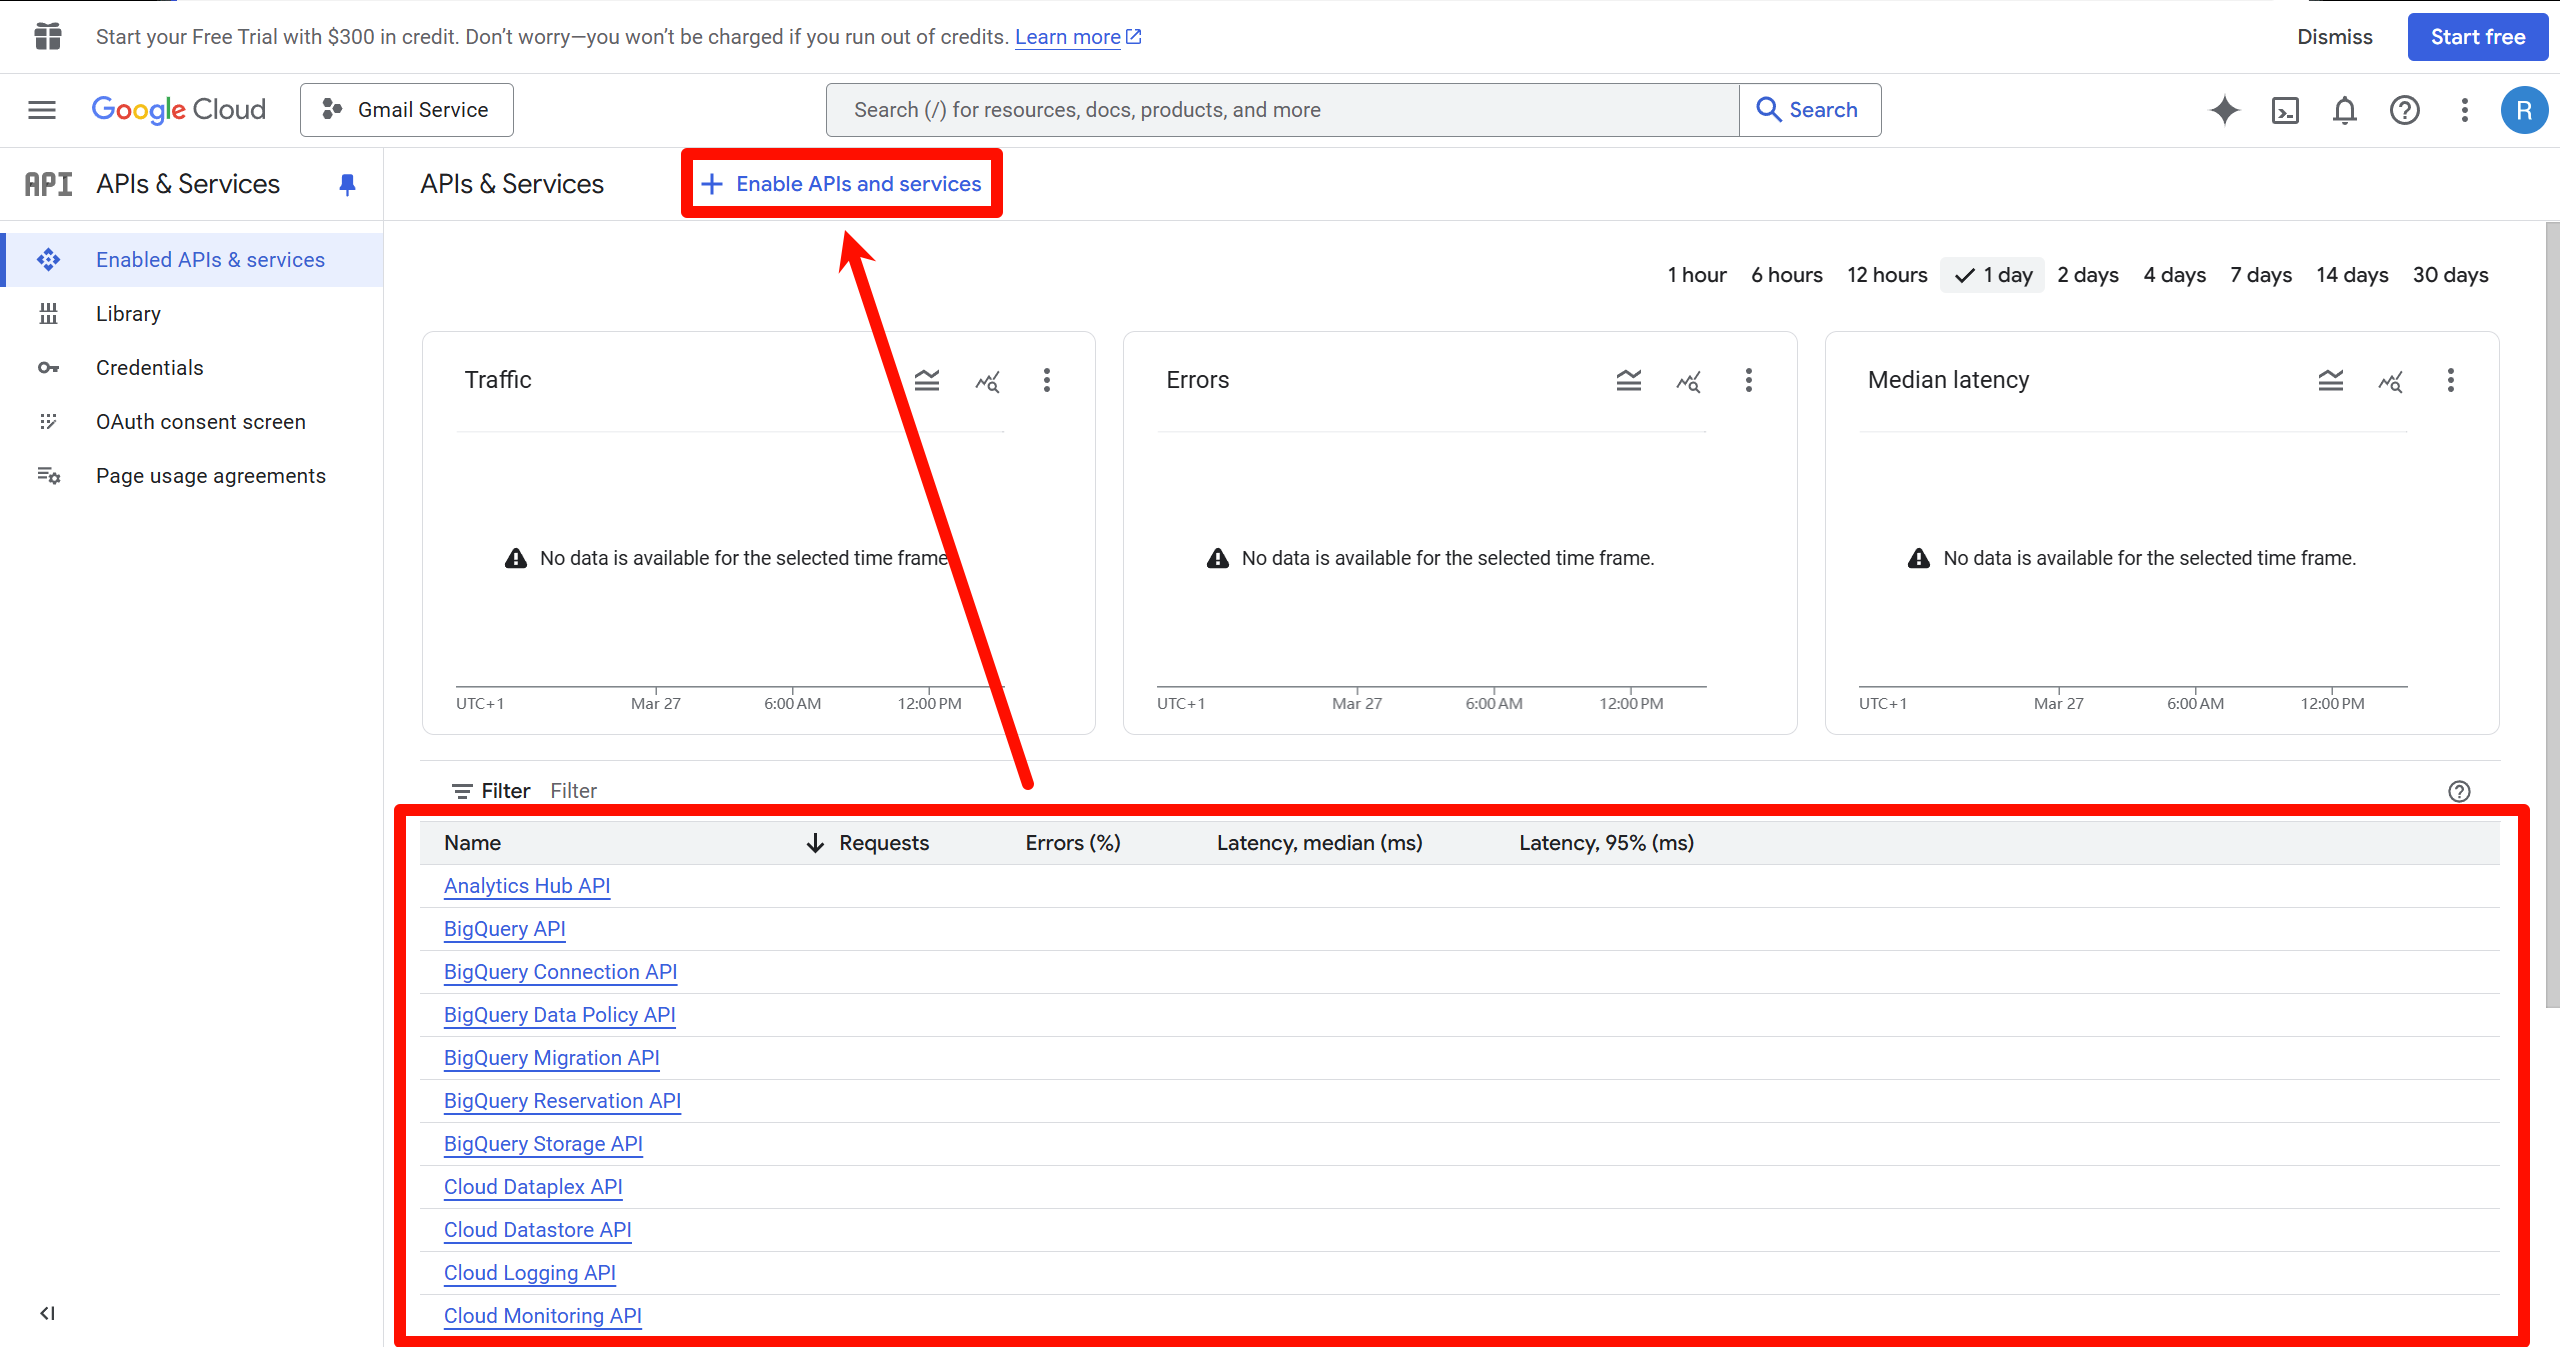 Start your Free Trial with $300 in credit. Don’t worry—you won’t be charged if you run out of credits. Learn more
Dismiss
Start free
Google Cloud
Gmail Service
Search (/) for resources, docs, products, and more
Search
R
API
APIs & Services
APIs & Services
Enable APIs and services
Enabled APIs & services
Library
Credentials
OAuth consent screen
Page usage agreements
1 hour 6 hours 12 hours 1 day 2 days 4 days 7 days 14 days 30 days
Traffic
No data is available for the selected time frame
UTC+1 Mar 27 6:00 AM 12:00 PM
Errors
No data is available for the selected time frame.
UTC+1 Mar 27 6:00 AM 12:00 PM
Median latency
No data is available for the selected time frame.
UTC+1 Mar 27 6:00 AM 12:00 PM
Filter Filter
Name Requests Errors (%) Latency, median (ms) Latency, 95% (ms)
Analytics Hub API
BigQuery API
BigQuery Connection API
BigQuery Data Policy API
BigQuery Migration API
BigQuery Reservation API
BigQuery Storage API
Cloud Dataplex API
Cloud Datastore API
Cloud Logging API
Cloud Monitoring API